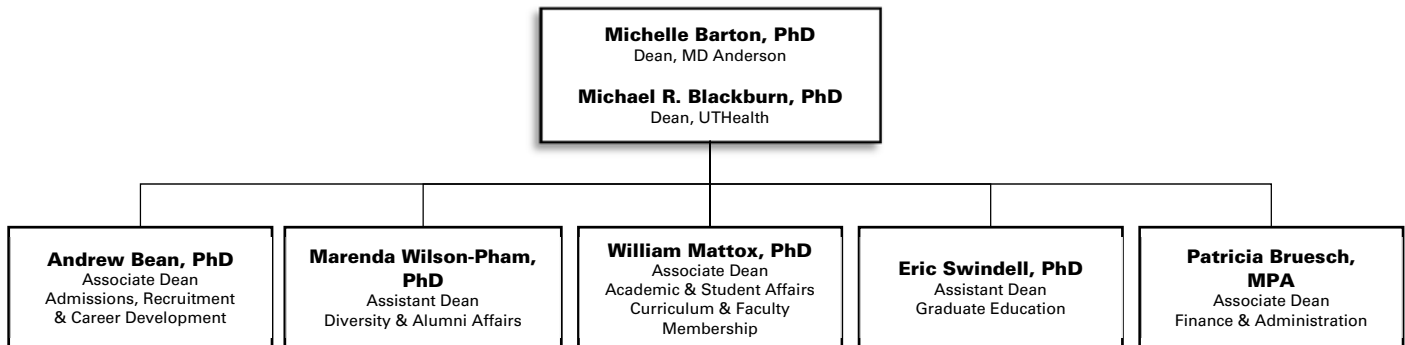 Michelle Barton, PhD
Dean, MD Anderson
Michael R. Blackburn, PhD
Dean, UTHealth
Andrew Bean, PhD
Associate Dean
Admissions, Recruitment
& Career Development
Marenda Wilson-Pham,
PhD
Assistant Dean
Diversity & Alumni Affairs
William Mattox, PhD
Associate Dean
Academic & Student Affairs
Curriculum & Faculty
Membership
Eric Swindell, PhD
Assistant Dean
Graduate Education
Patricia Bruesch,
MPA
Associate Dean
Finance & Administration